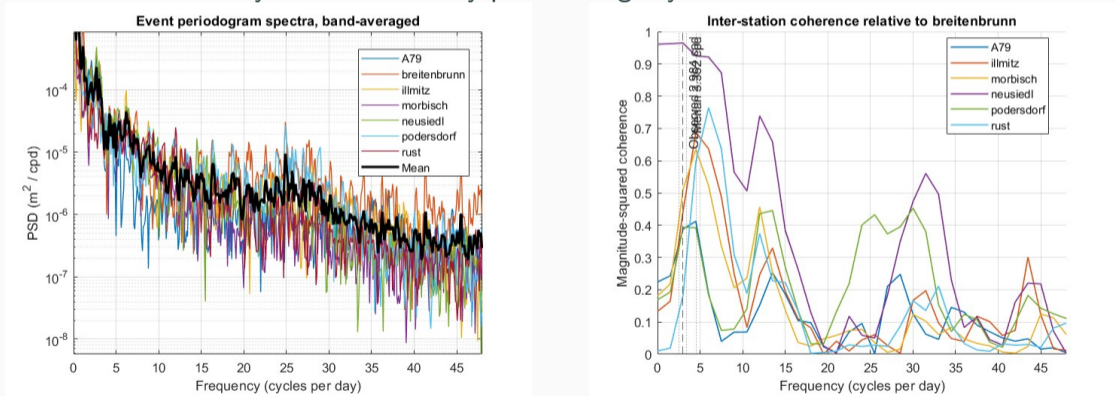 Event periodogram spectra, band-averaged
PSD (m2 / cpd)
10-4
10-5
10-6
10-7
10-8
0 5 10 15 20 25 30 35 40 45
Frequency (cycles per day)
A79
breitenbrunn
illmitz
morbisch
neusiedl
podersdorf
rust
Mean
Inter-station coherence relative to breitenbrunn
Magnitude-squared coherence
1
0.9
0.8
0.7
0.6
0.5
0.4
0.3
0.2
0.1
0
0 5 10 15 20 25 30 35 40 45
Frequency (cycles per day)
A79
illmitz
morbisch
neusiedl
podersdorf
rust